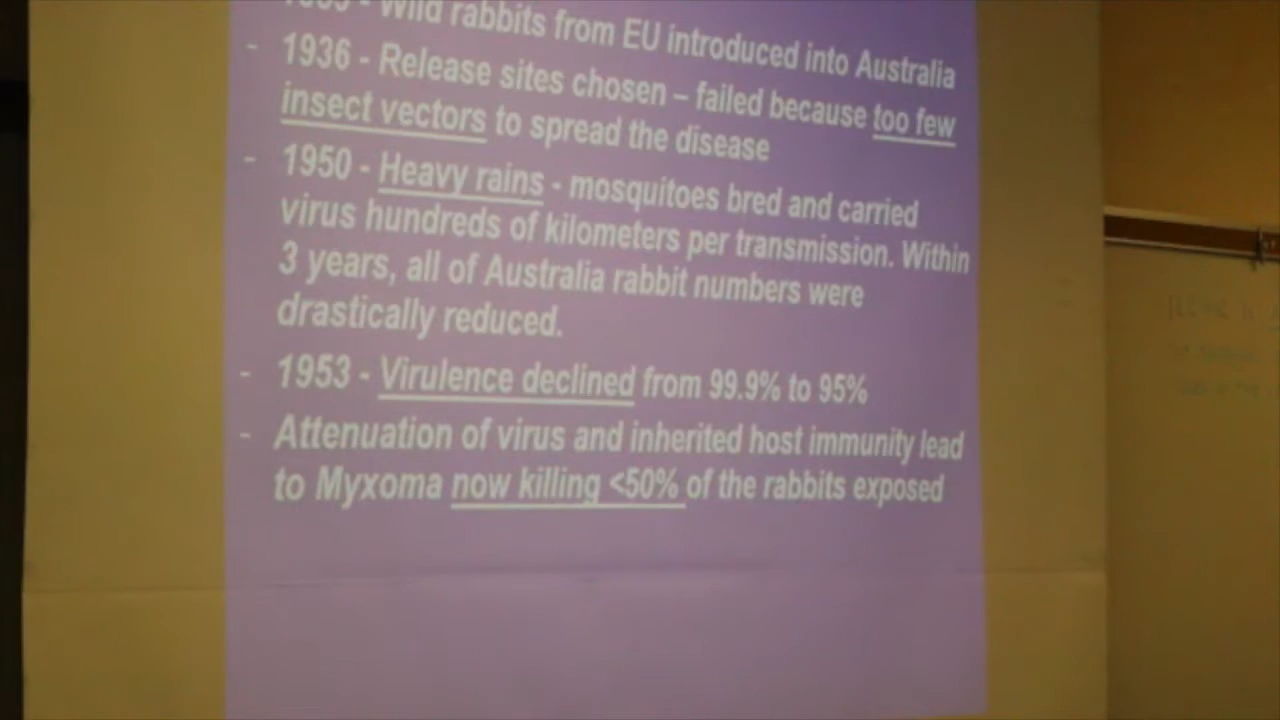 - Wild rabbits from EU introduced into Australia
- 1936 - Release sites chosen – failed because too few
insect vectors to spread the disease
- 1950 - Heavy rains - mosquitoes bred and carried
virus hundreds of kilometers per transmission. Within
3 years, all of Australia rabbit numbers were
drastically reduced.
- 1953 - Virulence declined from 99.9% to 95%
- Attenuation of virus and inherited host immunity lead
to Myxoma now killing <50% of the rabbits exposed